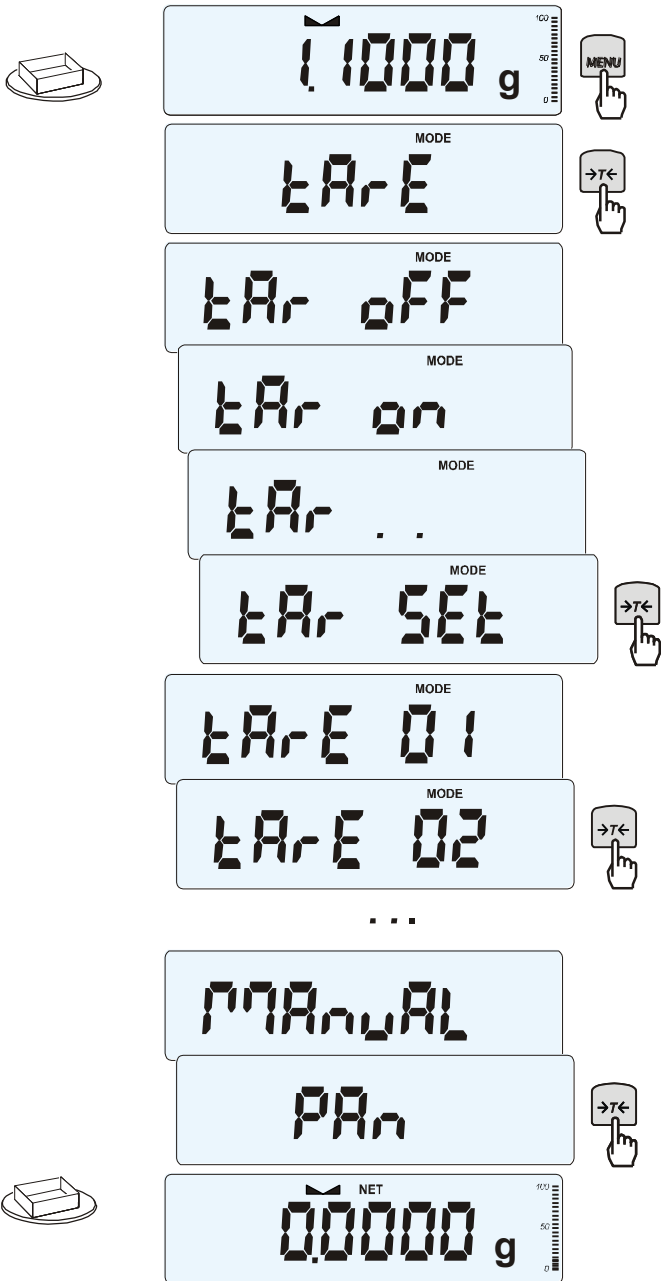 100
1.1000 g
50
0
MENU
MODE
tArE
→T←
MODE
tAr oFF
MODE
tAr on
MODE
tAr . .
MODE
tAr SEt
→T←
MODE
tArE 01
MODE
tArE 02
→T←
...
MAnuAL
PAn
→T←
NET
100
0.0000 g
50
0